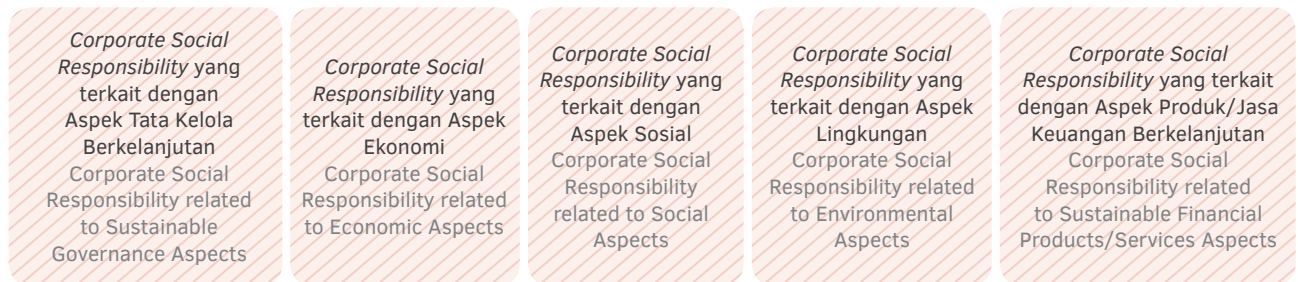 Corporate Social
Responsibility yang
terkait dengan
Aspek Tata Kelola
Berkelanjutan
Corporate Social
Responsibility related
to Sustainable
Governance Aspects
Corporate Social
Responsibility yang
terkait dengan Aspek
Ekonomi
Corporate Social
Responsibility related
to Economic Aspects
Corporate Social
Responsibility yang
terkait dengan
Aspek Sosial
Corporate Social
Responsibility
related to Social
Aspects
Corporate Social
Responsibility yang
terkait dengan Aspek
Lingkungan
Corporate Social
Responsibility related
to Environmental
Aspects
Corporate Social
Responsibility yang terkait
dengan Aspek Produk/Jasa
Keuangan Berkelanjutan
Corporate Social
Responsibility related
to Sustainable Financial
Products/Services Aspects